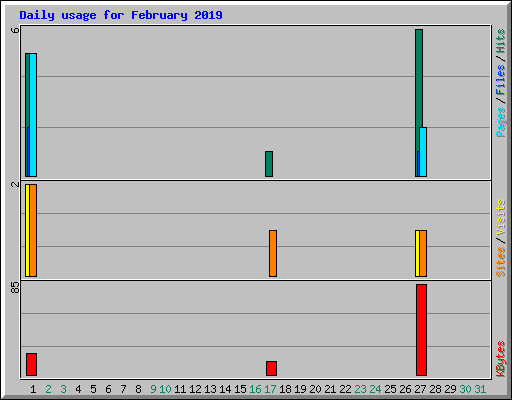 Daily usage for February 2019
6
2
85
Pages/Files/Hits
Sites/Visits
KBytes
1 2 3 4 5 6 7 8 9 10 11 12 13 14 15 16 17 18 19 20 21 22 23 24 25 26 27 28 29 30 31